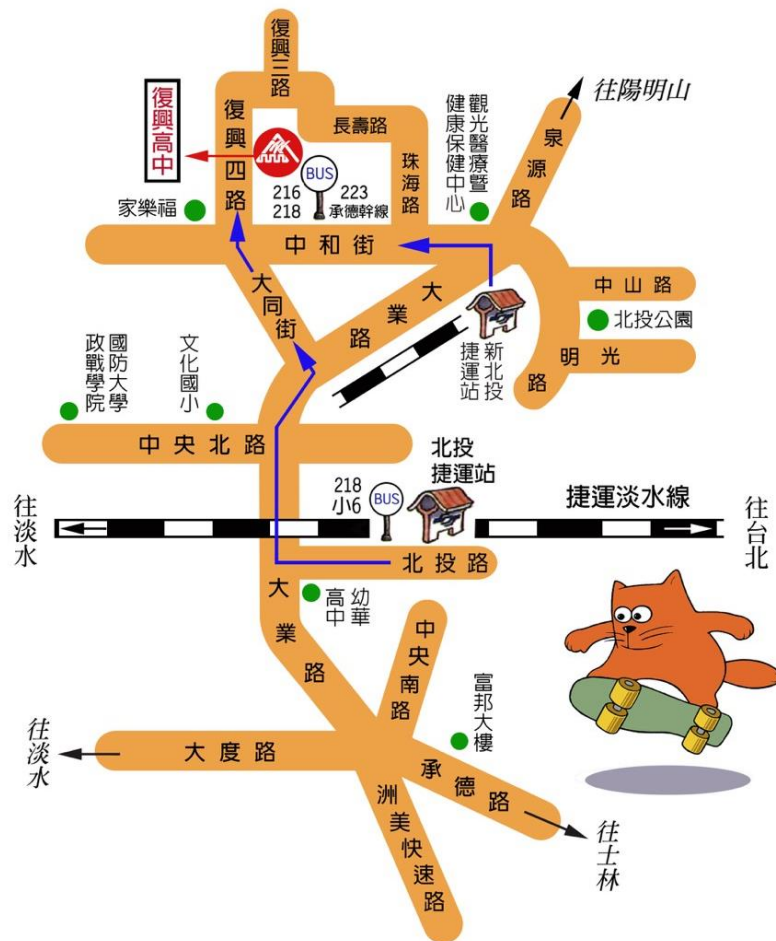 復興三路
往陽明山
復興高中
復興四路
長壽路
觀光醫療暨
健康保健中心
泉源路
BUS
216
218
223
承德幹線
珠海路
家樂福
中和街
大同街
大業路
中山路
北投公園
新北投
捷運站
明光路
國防大學
政戰學院
文化國小
中央北路
北投
捷運站
218
小6
BUS
捷運淡水線
往淡水
往台北
北投路
大業路
幼華
高中
中央南路
富邦大樓
往淡水
大度路
承德路
洲美快速路
往士林